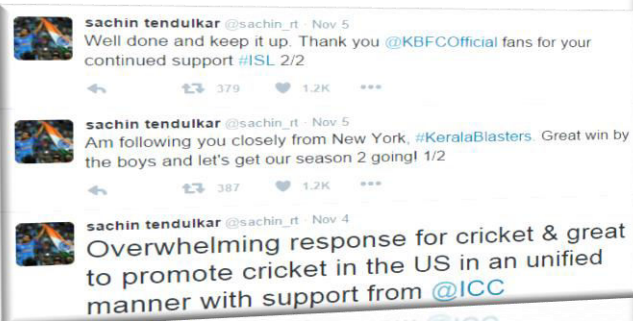 sachin tendulkar @sachin_rt · Nov 5
Well done and keep it up. Thank you @KBFCOfficial fans for your
continued support #ISL 2/2
379 1.2K
sachin tendulkar @sachin_rt · Nov 5
Am following you closely from New York, #KeralaBlasters. Great win by
the boys and let's get our season 2 going! 1/2
387 1.2K
sachin tendulkar @sachin_rt · Nov 4
Overwhelming response for cricket & great
to promote cricket in the US in an unified
manner with support from @ICC